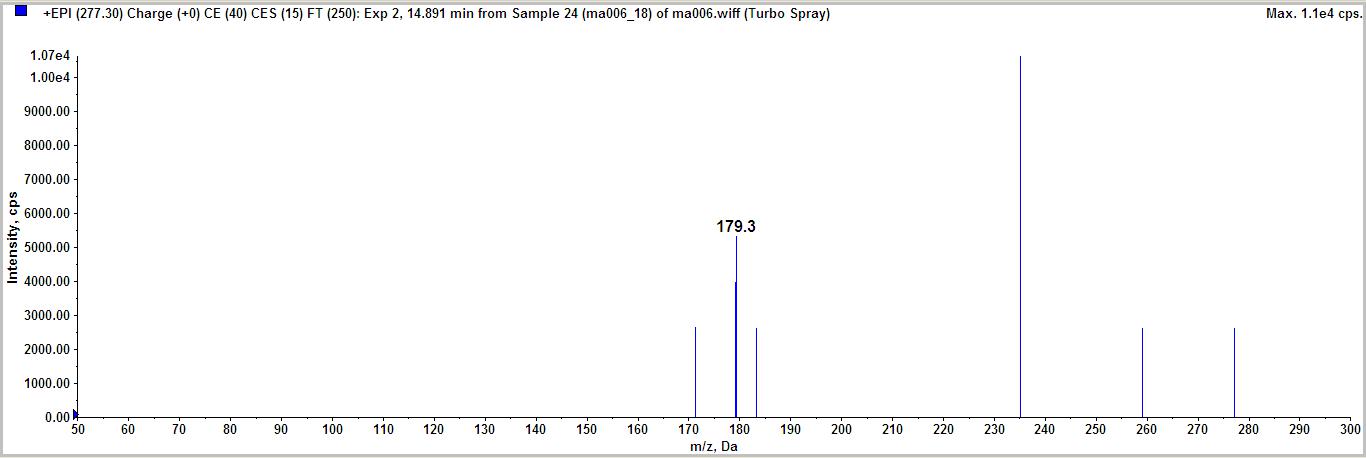 +EPI (277.30) Charge (+0) CE (40) CES (15) FT (250): Exp 2, 14.891 min from Sample 24 (ma006_18) of ma006.wiff (Turbo Spray)
Max. 1.1e4 cps.
1.07e4
1.00e4
9000.00
8000.00
7000.00
6000.00
5000.00
4000.00
3000.00
2000.00
1000.00
0.00
Intensity, cps
179.3
50 60 70 80 90 100 110 120 130 140 150 160 170 180 190 200 210 220 230 240 250 260 270 280 290 300
m/z, Da